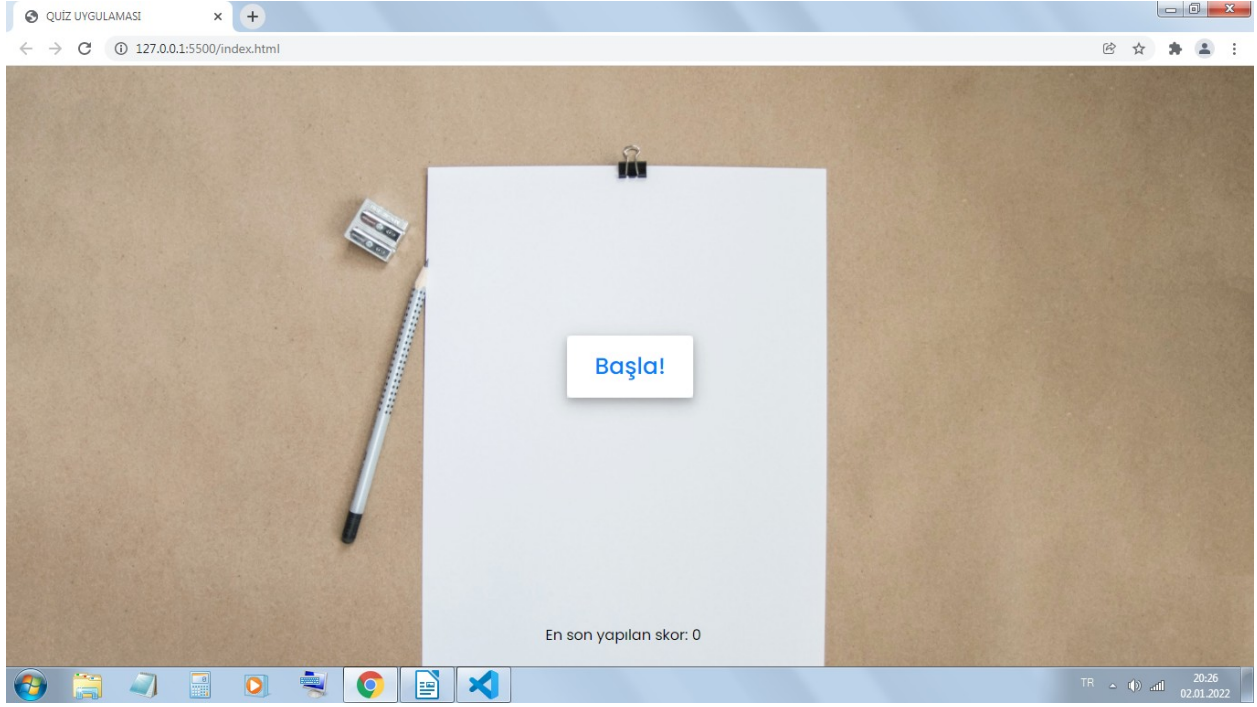 QUİZ UYGULAMASI
127.0.0.1:5500/index.html
Başla!
En son yapılan skor: 0
TR
20:26
02.01.2022